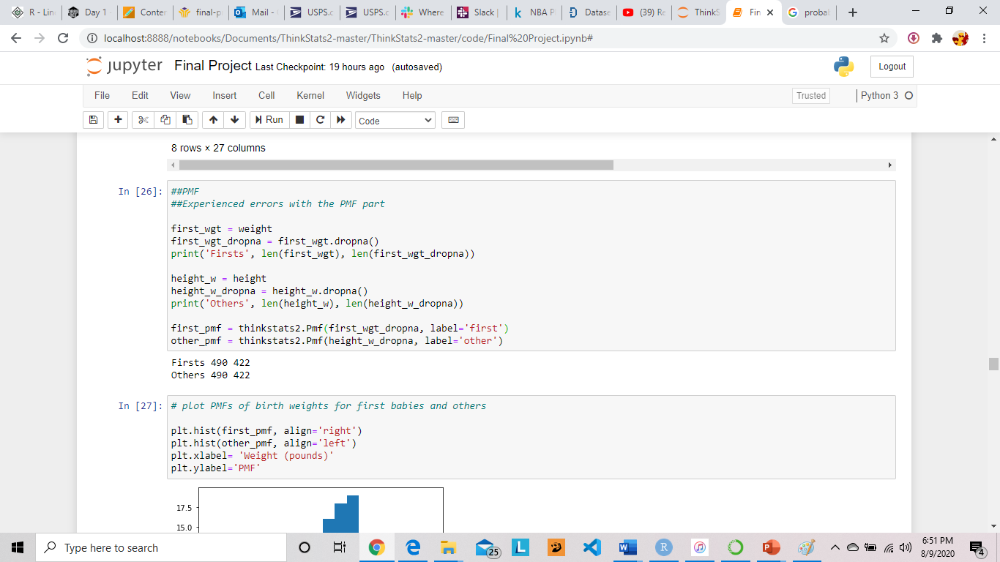 R - Lin
Day 1 -
Conter
final-p
Mail -
USPS.c
USPS.c
Where
Slack |
NBA P
Datase
(39) Re
ThinkS
Fin
probal
localhost:8888/notebooks/Documents/ThinkStats2-master/ThinkStats2-master/code/Final%20Project.ipynb#
jupyter Final Project Last Checkpoint: 19 hours ago (autosaved)
Logout
File Edit View Insert Cell Kernel Widgets Help
Trusted Python 3
Run Code
8 rows × 27 columns
In [26]: ##PMF
##Experienced errors with the PMF part
first_wgt = weight
first_wgt_dropna = first_wgt.dropna()
print('Firsts', len(first_wgt), len(first_wgt_dropna))
height_w = height
height_w_dropna = height_w.dropna()
print('Others', len(height_w), len(height_w_dropna))
first_pmf = thinkstats2.Pmf(first_wgt_dropna, label='first')
other_pmf = thinkstats2.Pmf(height_w_dropna, label='other')
Firsts 490 422
Others 490 422
In [27]: # plot PMFs of birth weights for first babies and others
plt.hist(first_pmf, align='right')
plt.hist(other_pmf, align='left')
plt.xlabel= 'Weight (pounds)'
plt.ylabel='PMF'
17.5
15.0
Type here to search
25
L
W
R
P
6:51 PM
8/9/2020
4